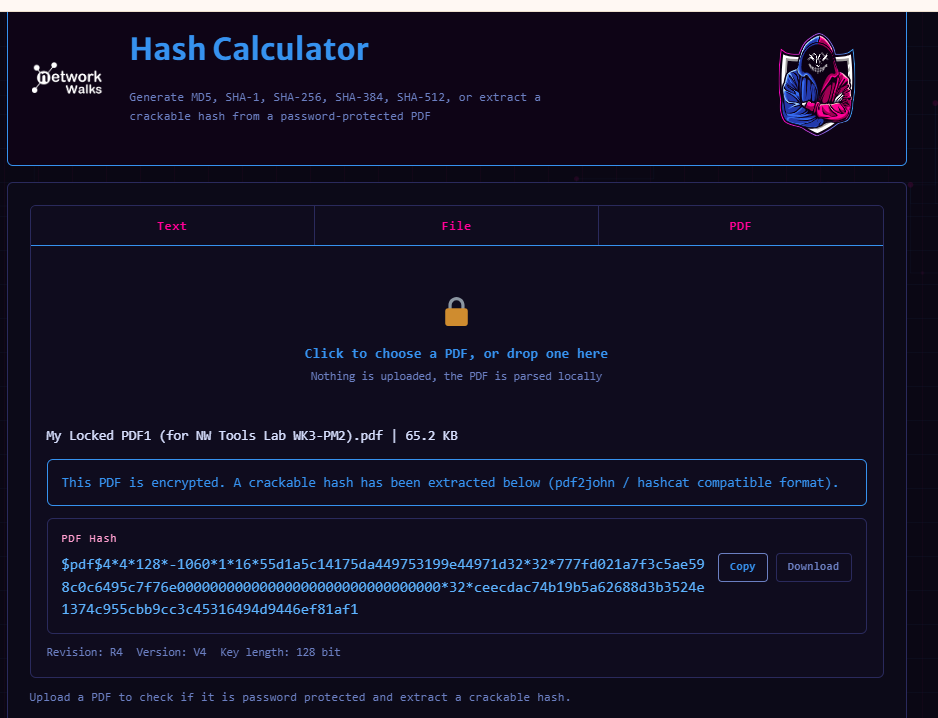 Hash Calculator
network
Walks
Generate MD5, SHA-1, SHA-256, SHA-384, SHA-512, or extract a
crackable hash from a password-protected PDF
Text
File
PDF
Click to choose a PDF, or drop one here
Nothing is uploaded, the PDF is parsed locally
My Locked PDF1 (for NW Tools Lab WK3-PM2).pdf | 65.2 KB
This PDF is encrypted. A crackable hash has been extracted below (pdf2john / hashcat compatible format).
PDF Hash
$pdf$4*4*128*-1060*1*16*55d1a5c14175da449753199e44971d32*32*777fd021a7f3c5ae59
8c0c6495c7f76e00000000000000000000000000000000*32*ceecdac74b19b5a62688d3b3524e
1374c955cbb9cc3c45316494d9446ef81af1
Copy
Download
Revision: R4 Version: V4 Key length: 128 bit
Upload a PDF to check if it is password protected and extract a crackable hash.